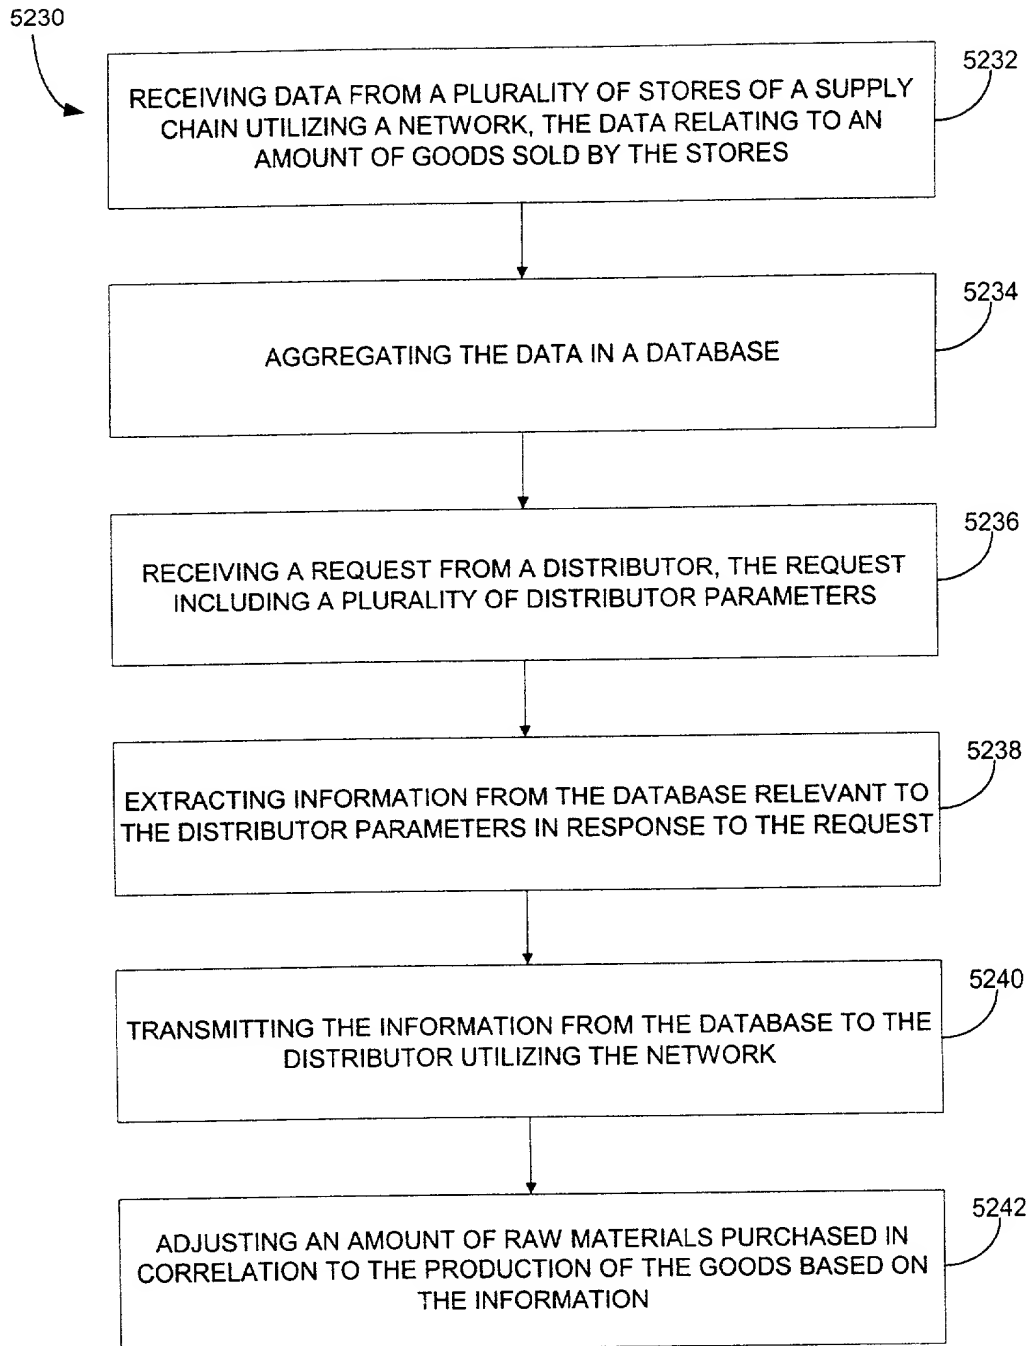 5230
5232
RECEIVING DATA FROM A PLURALITY OF STORES OF A SUPPLY
CHAIN UTILIZING A NETWORK, THE DATA RELATING TO AN
AMOUNT OF GOODS SOLD BY THE STORES
5234
AGGREGATING THE DATA IN A DATABASE
5236
RECEIVING A REQUEST FROM A DISTRIBUTOR, THE REQUEST
INCLUDING A PLURALITY OF DISTRIBUTOR PARAMETERS
5238
EXTRACTING INFORMATION FROM THE DATABASE RELEVANT TO
THE DISTRIBUTOR PARAMETERS IN RESPONSE TO THE REQUEST
5240
TRANSMITTING THE INFORMATION FROM THE DATABASE TO THE
DISTRIBUTOR UTILIZING THE NETWORK
5242
ADJUSTING AN AMOUNT OF RAW MATERIALS PURCHASED IN
CORRELATION TO THE PRODUCTION OF THE GOODS BASED ON
THE INFORMATION